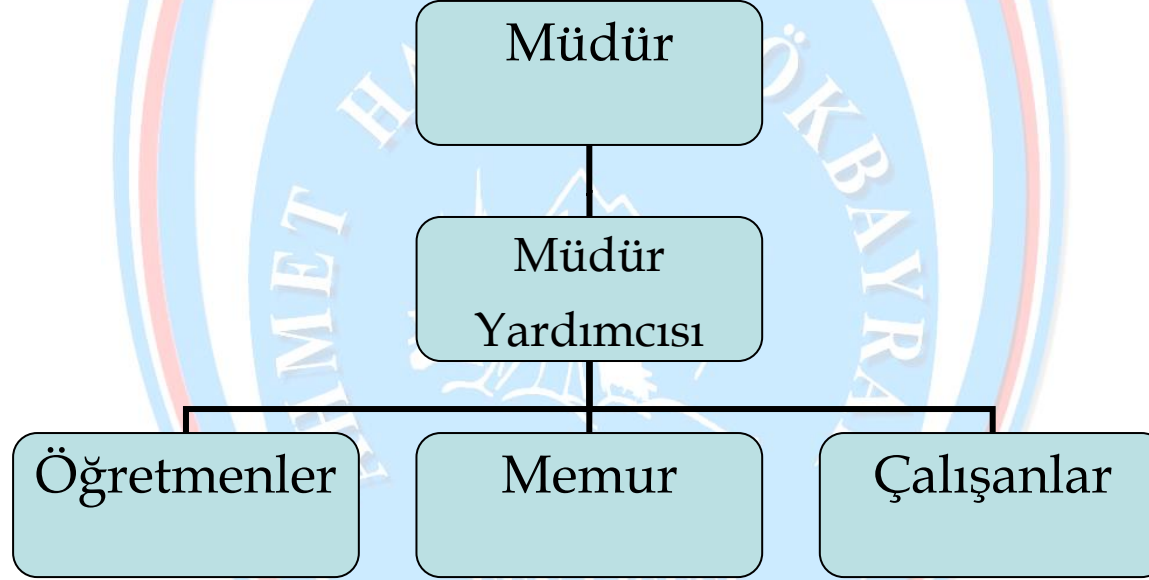 Müdür
Müdür
Yardımcısı
Öğretmenler
Memur
Çalışanlar